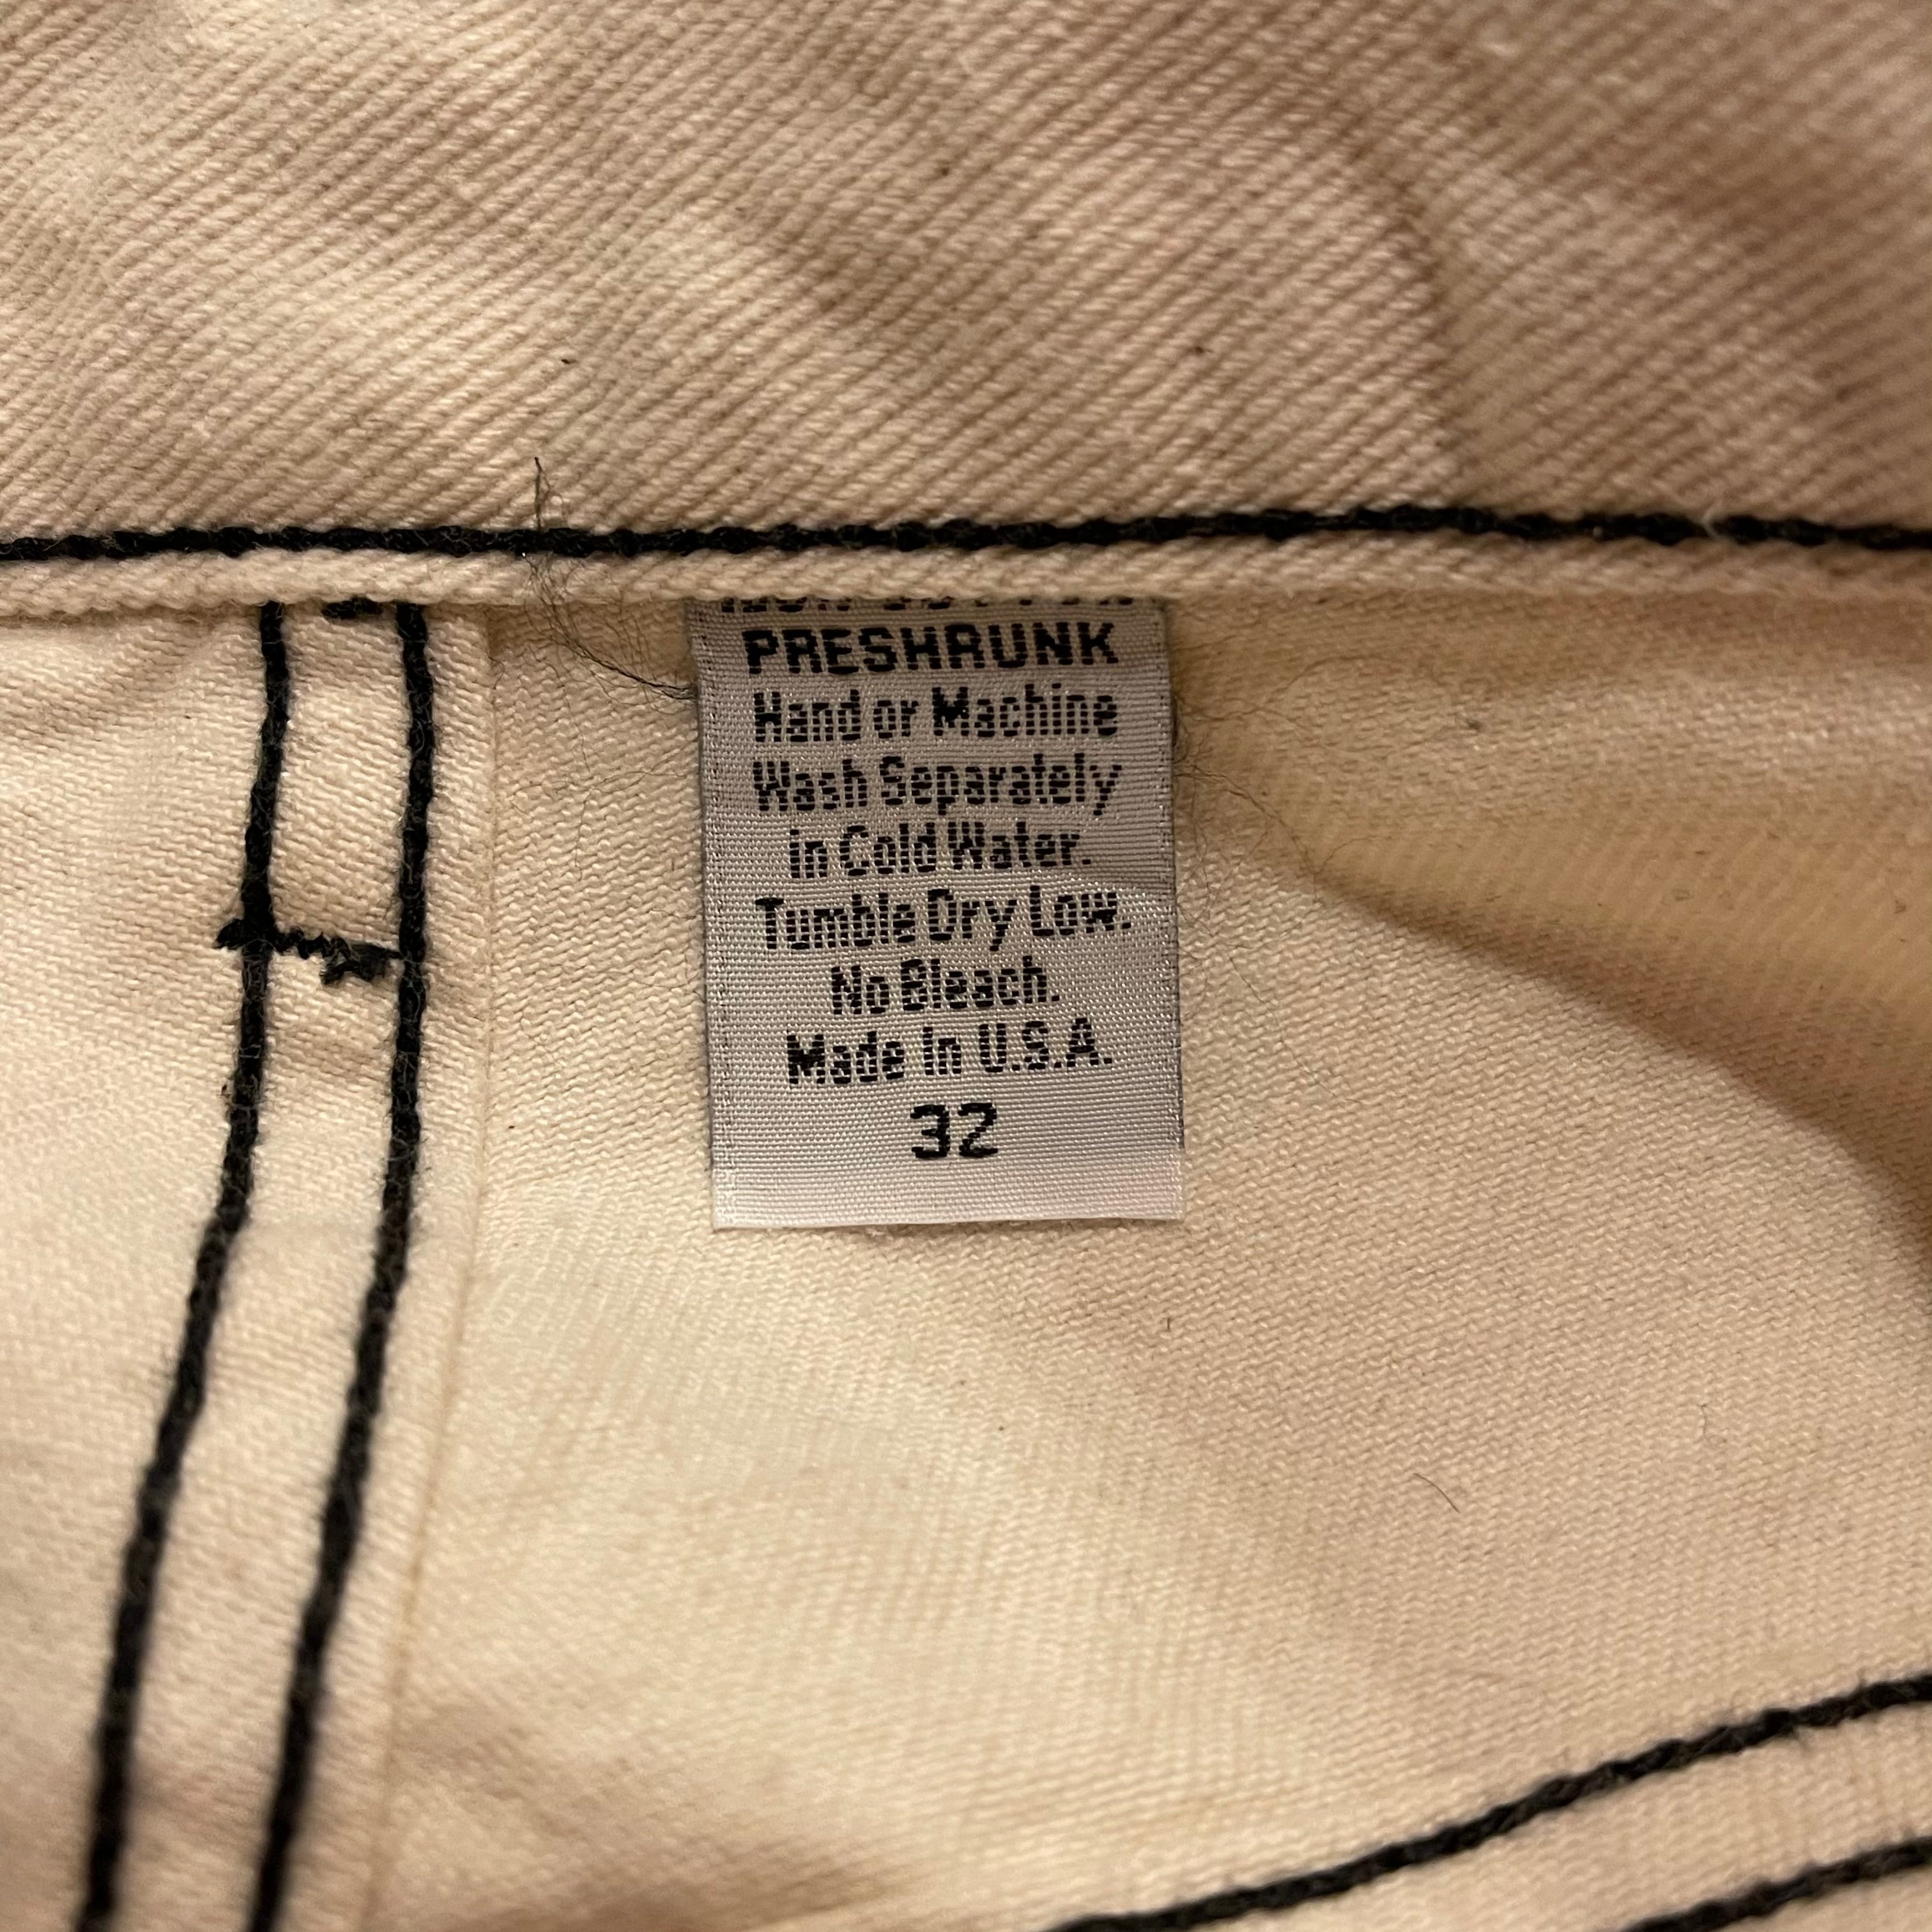 PRESHRUNK
Hand or Machine
Wash Separately
in Cold Water.
Tumble Dry Low.
No Bleach.
Made In U.S.A.
32